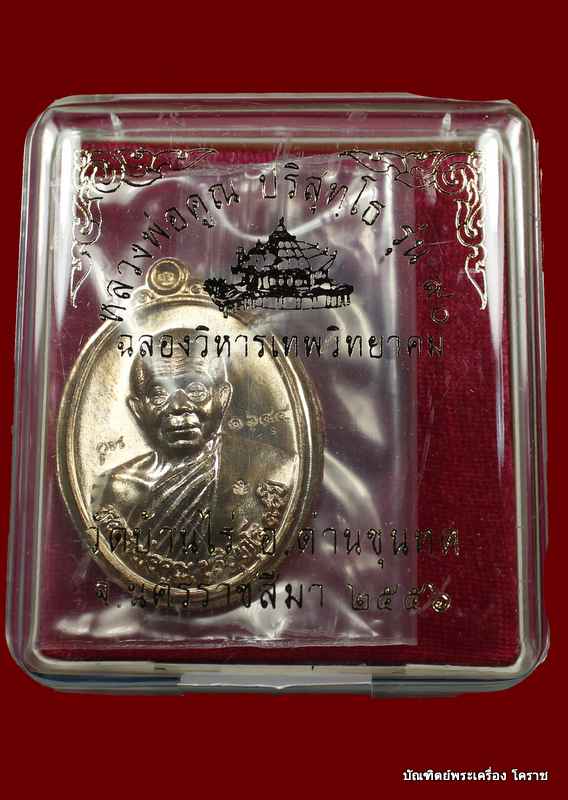 หลวงพ่อคูณ ปริสุทฺโธ รุ่น
ฉลองวิหารเทพวิทยาคม
๑๖๙๔
วัดบ้านไร่ อ.ด่านขุนทด
จ.นครราชสีมา ๒๕๕๖
บัณฑิตย์พระเครื่อง โคราช